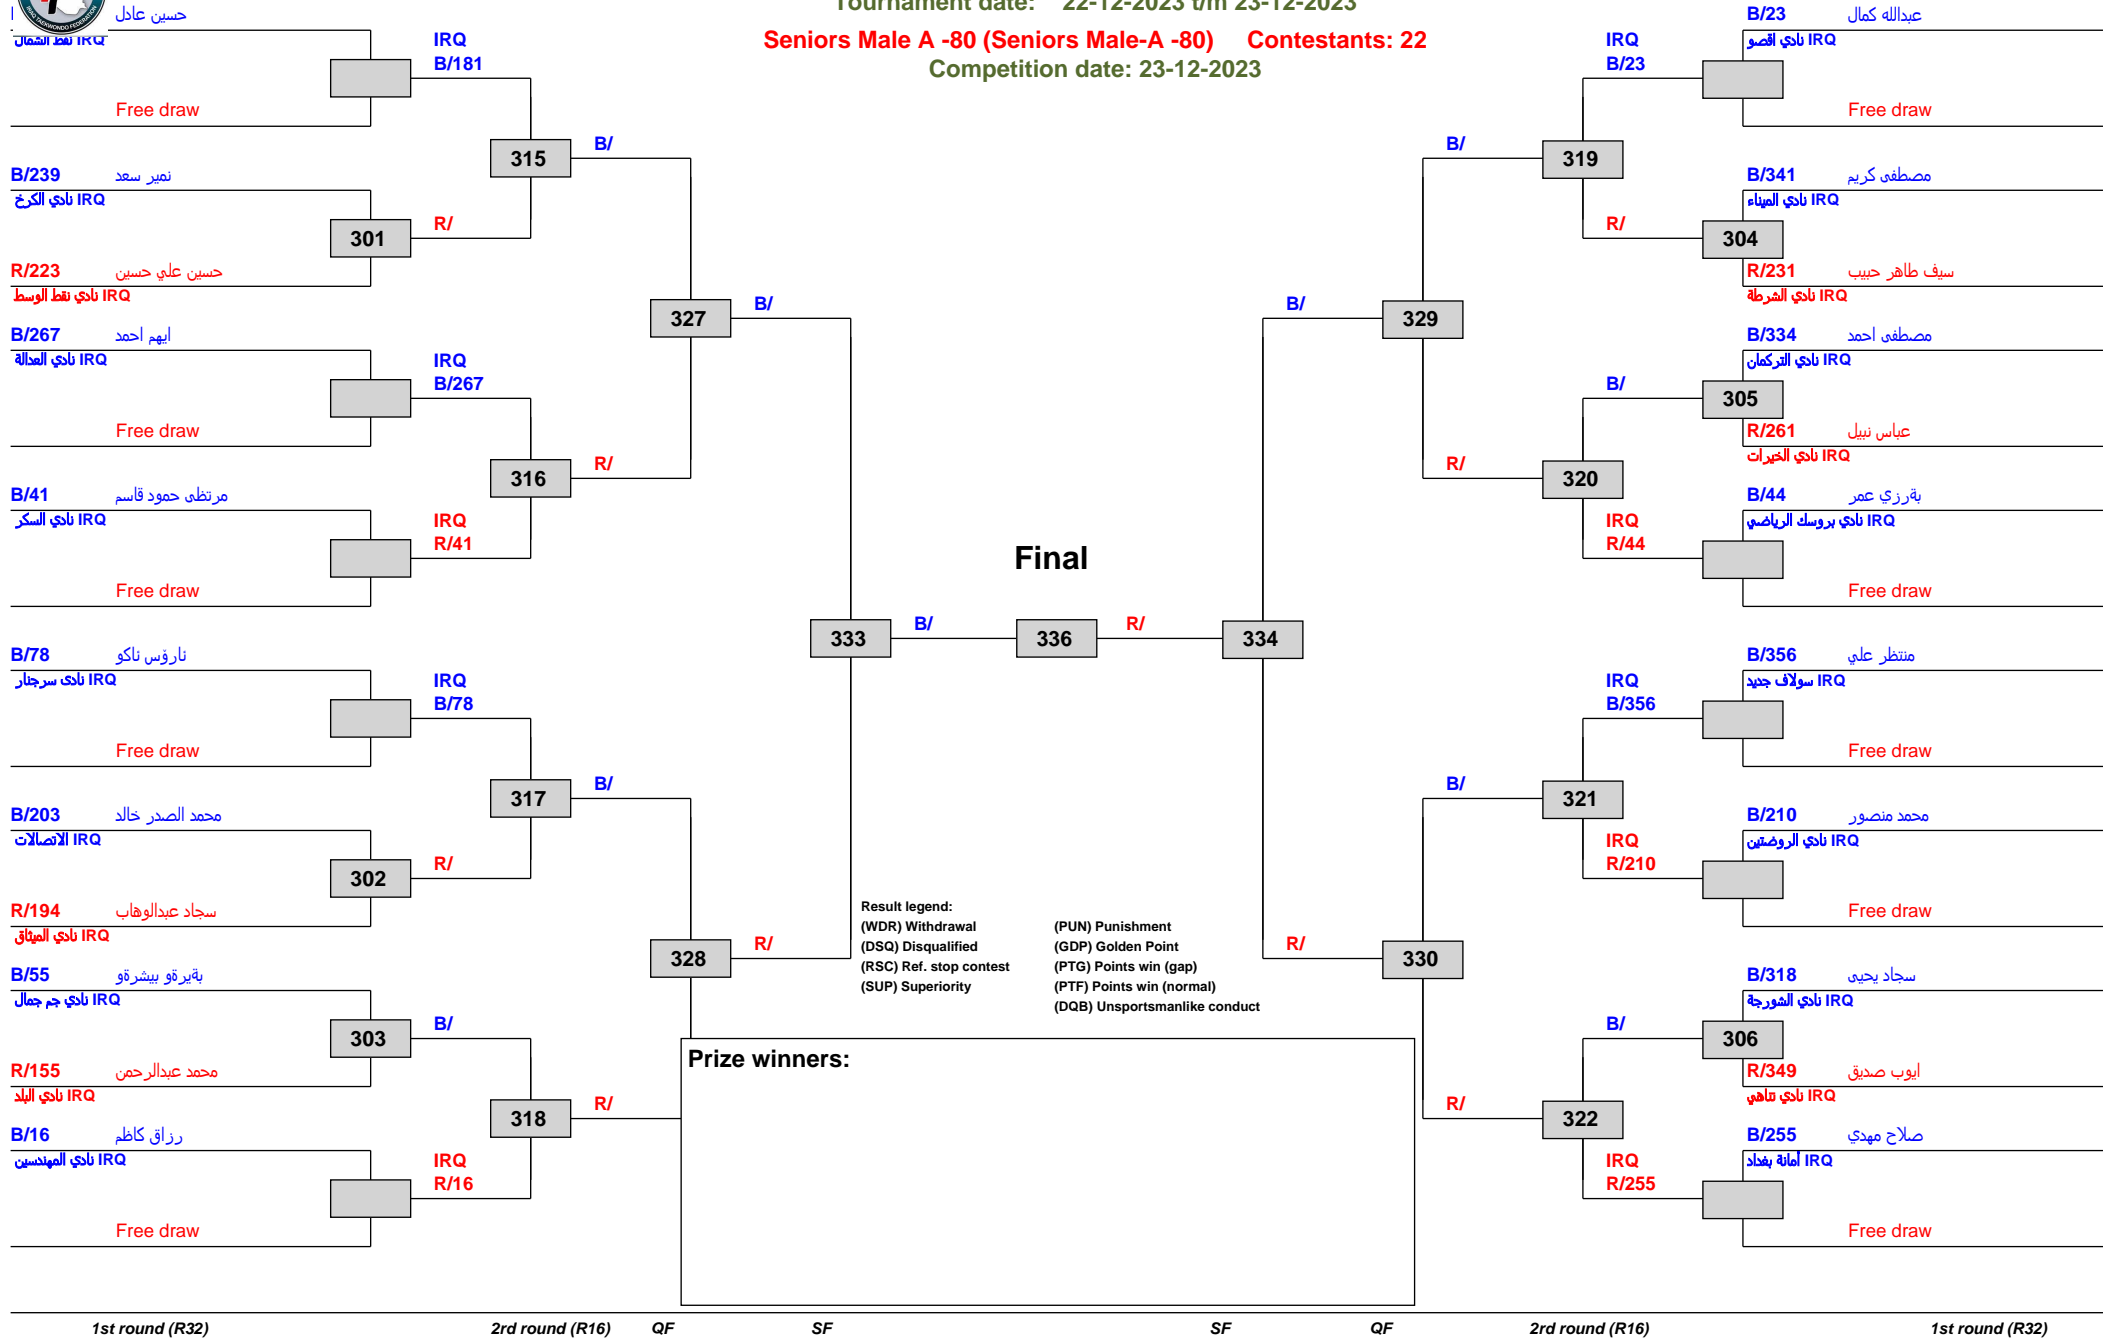 Tournament date: 22-12-2023 t/m 23-12-2023
Seniors Male A -80 (Seniors Male-A -80) Contestants: 22
Competition date: 23-12-2023
IRAQ TAEKWONDO FEDERATION
حسين عادل
IRQ نفط الشمال
Free draw
IRQ
B/181
B/239 نمير سعد
IRQ نادي الكرخ
301
R/223 حسين علي حسين
IRQ نادي نفط الوسط
R/
315
B/
B/267 ايهم احمد
IRQ نادي العدالة
Free draw
IRQ
B/267
B/41 مرتظى حمود قاسم
IRQ نادي السكر
Free draw
IRQ
R/41
316
R/
327
B/
B/78 نارؤس ناكو
IRQ نادى سرجنار
Free draw
IRQ
B/78
B/203 محمد الصدر خالد
IRQ الاتصالات
302
R/194 سجاد عبدالوهاب
IRQ نادي الميثاق
R/
317
B/
B/55 بةيرةو بيشرةو
IRQ نادي جم جمال
303
R/155 محمد عبدالرحمن
IRQ نادي البلد
B/
B/16 رزاق كاظم
IRQ نادي المهندسين
Free draw
IRQ
R/16
318
R/
328
R/
333
B/
Final
336
R/
334
B/23 عبدالله كمال
IRQ نادي اقصو
Free draw
IRQ
B/23
B/341 مصطفى كريم
IRQ نادي الميناء
304
R/231 سيف طاهر حبيب
IRQ نادي الشرطة
R/
319
B/
B/334 مصطفى احمد
IRQ نادي التركمان
305
R/261 عباس نبيل
IRQ نادي الخيرات
B/
B/44 بةرزي عمر
IRQ نادي بروسك الرياضي
Free draw
IRQ
R/44
320
R/
329
B/
B/356 منتظر علي
IRQ سولاف جديد
Free draw
IRQ
B/356
B/210 محمد منصور
IRQ نادي الروضتين
Free draw
IRQ
R/210
321
B/
B/318 سجاد يحيى
IRQ نادي الشورجة
306
R/349 ايوب صديق
IRQ نادي تناهي
B/
B/255 صلاح مهدي
IRQ أمانة بغداد
Free draw
IRQ
R/255
322
R/
330
R/
Result legend:
(WDR) Withdrawal
(DSQ) Disqualified
(RSC) Ref. stop contest
(SUP) Superiority
(PUN) Punishment
(GDP) Golden Point
(PTG) Points win (gap)
(PTF) Points win (normal)
(DQB) Unsportsmanlike conduct
Prize winners:
1st round (R32) 2rd round (R16) QF SF SF QF 2rd round (R16) 1st round (R32)